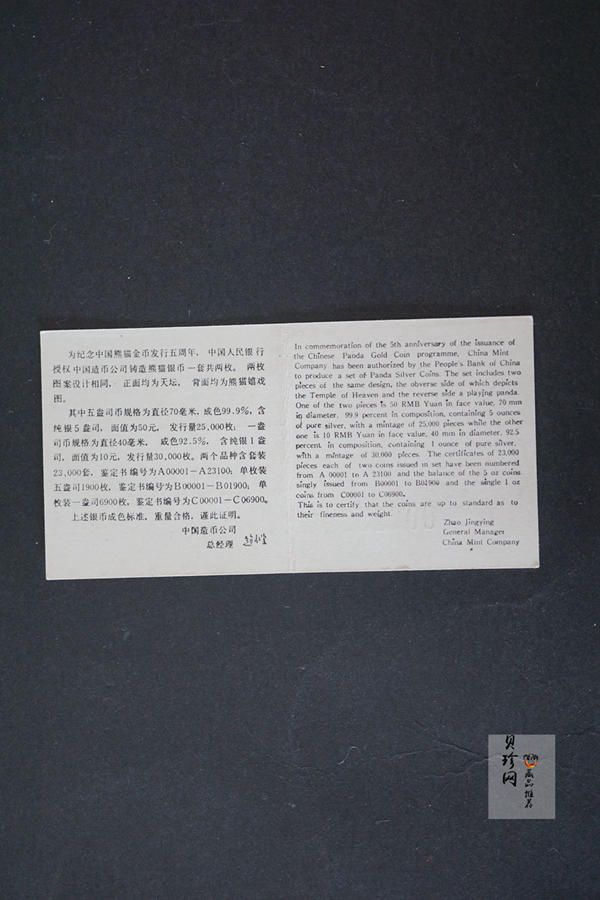 为纪念中国熊猫金币发行五周年，中国人民银行
授权中国造币公司铸造熊猫银币一套共两枚。两枚
图案设计相同，正面均为天坛，背面均为熊猫嬉戏
图。
其中五盎司币规格为直径70毫米，成色99.9%，含
纯银5盎司，面值为50元，发行量25,000枚；一盎
司币规格为直径40毫米，成色92.5%，含纯银1盎
司，面值为10元，发行量30,000枚。两个品种含套装
23,000套，鉴定书编号为A00001－A23100；单枚装
五盎司1900枚，鉴定书编号为B00001－B01900；单
枚装一盎司6900枚，鉴定书编号为C00001－C06900。
上述银币成色标准，重量合格，谨此证明。
中国造币公司
总经理
In commemoration of the 5th anniversary of the issuance of
the Chinese Panda Gold Coin programme, China Mint
Company has been authorized by the People's Bank of China
to produce a set of Panda Silver Coins. The set includes two
pieces of the same design, the obverse side of which depicts
the Temple of Heaven and the reverse side a playing panda.
One of the two pieces is 50 RMB Yuan in face value, 70 mm
in diameter, 99.9 percent in composition, containing 5 ounces
of pure silver, with a mintage of 25,000 pieces while the other
one is 10 RMB Yuan in face value, 40 mm in diameter, 92.5
percent in composition, containing 1 ounce of pure silver,
with a mintage of 30,000 pieces. The certificates of 23,000
pieces each of two coins issued in set have been numbered
from A 00001 to A 23100 and the balance of the 5 oz coins
singly issued from B00001 to B01900 and the single 1 oz
coins from C00001 to C06900.
This is to certify that the coins are up to standard as to
their fineness and weight.
Zhao Jingying
General Manager
China Mint Company
贝珍网
藏品推荐